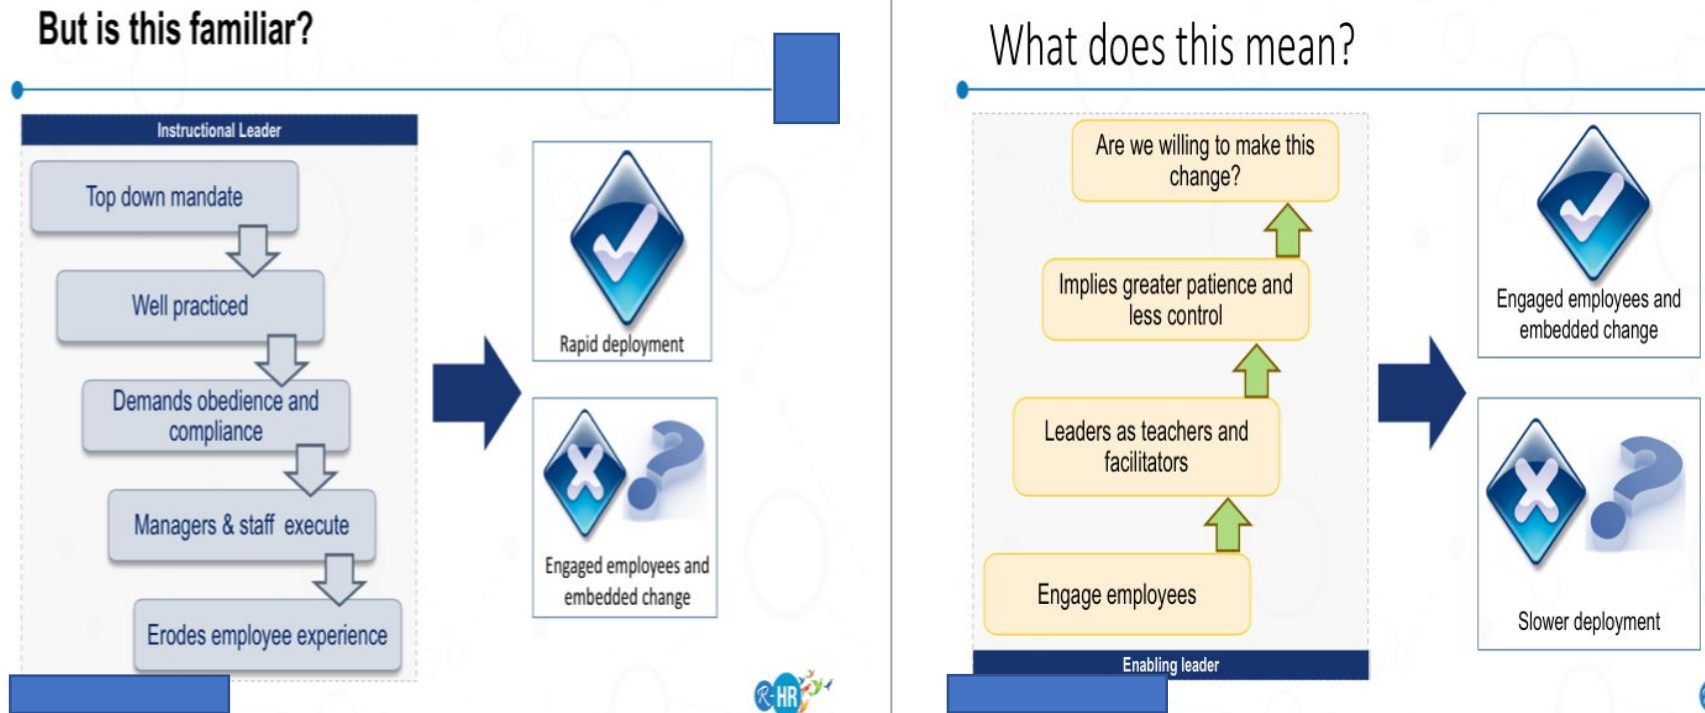 But is this familiar?
Instructional Leader
Top down mandate
Well practiced
Demands obedience and
compliance
Managers & staff execute
Erodes employee experience
Rapid deployment
Engaged employees and
embedded change
R-HR
What does this mean?
Are we willing to make this
change?
Implies greater patience and
less control
Leaders as teachers and
facilitators
Engage employees
Enabling leader
Engaged employees and
embedded change
Slower deployment